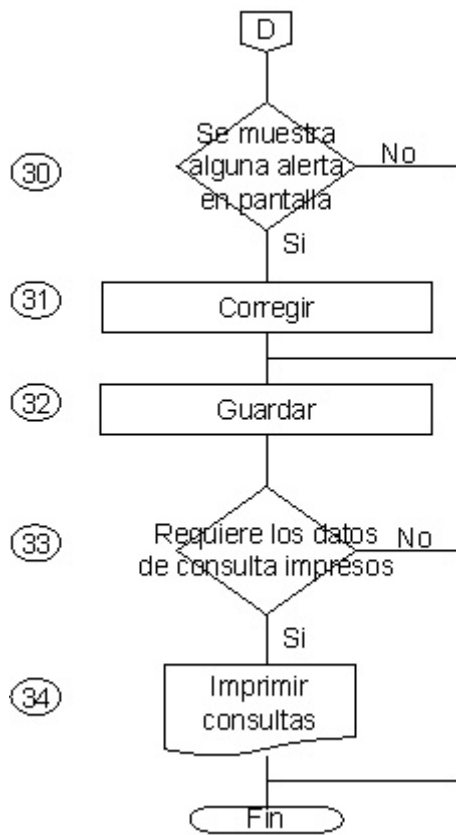 D
Se muestra
30
alguna alerta
No
en pantalla
Si
31
Corregir
32
Guardar
33
Requiere los datos
No
de consulta impresos
Si
34
Imprimir
consultas
Fin